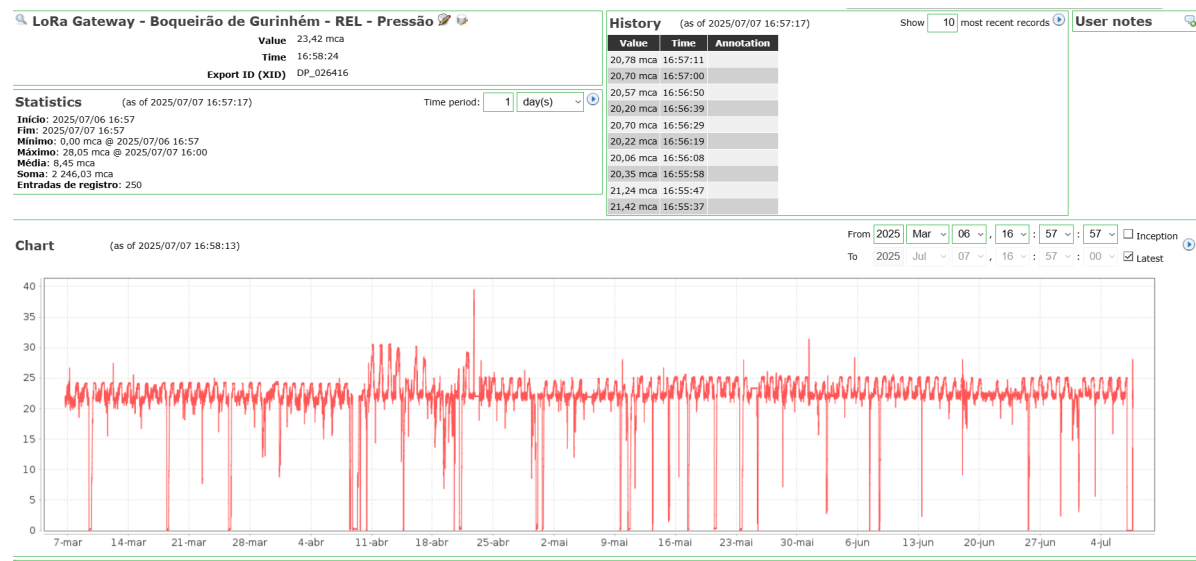 LoRa Gateway - Boqueirão de Gurinhém - REL - Pressão
Value 23,42 mca
Time 16:58:24
Export ID (XID) DP_026416
Statistics (as of 2025/07/07 16:57:17) Time period: 1 day(s)
Início: 2025/07/06 16:57
Fim: 2025/07/07 16:57
Mínimo: 0,00 mca @ 2025/07/06 16:57
Máximo: 28,05 mca @ 2025/07/07 16:00
Média: 8,45 mca
Soma: 2 246,03 mca
Entradas de registro: 250
History (as of 2025/07/07 16:57:17) Show 10 most recent records
Value Time Annotation
20,78 mca 16:57:11
20,70 mca 16:57:00
20,57 mca 16:56:50
20,20 mca 16:56:39
20,70 mca 16:56:29
20,22 mca 16:56:19
20,06 mca 16:56:08
20,35 mca 16:55:58
21,24 mca 16:55:47
21,42 mca 16:55:37
User notes
Chart (as of 2025/07/07 16:58:13)
From 2025 Mar 06 , 16 : 57 : 57 Inception
To 2025 Jul 07 , 16 : 57 : 00 Latest
40
35
30
25
20
15
10
5
0
7-mar 14-mar 21-mar 28-mar 4-abr 11-abr 18-abr 25-abr 2-mai 9-mai 16-mai 23-mai 30-mai 6-jun 13-jun 20-jun 27-jun 4-jul